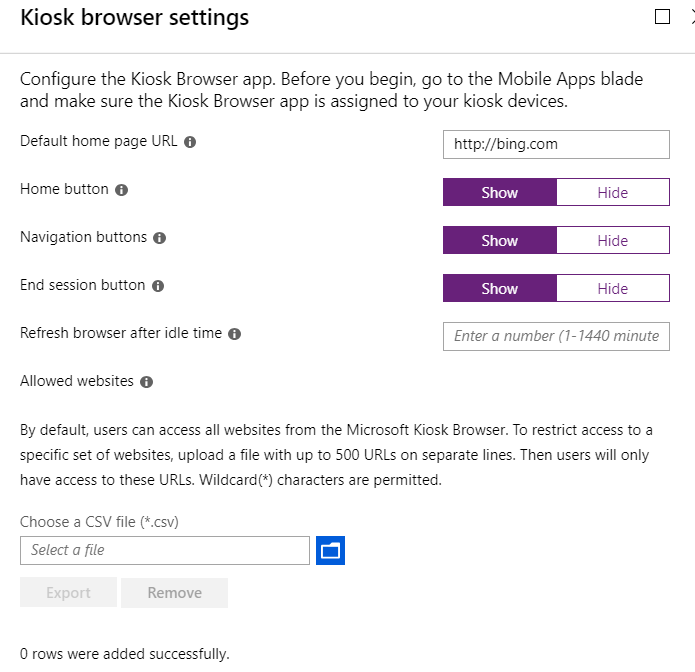 Kiosk browser settings
Configure the Kiosk Browser app. Before you begin, go to the Mobile Apps blade
and make sure the Kiosk Browser app is assigned to your kiosk devices.
Default home page URL
http://bing.com
Home button
Show Hide
Navigation buttons
Show Hide
End session button
Show Hide
Refresh browser after idle time
Enter a number (1-1440 minute
Allowed websites
By default, users can access all websites from the Microsoft Kiosk Browser. To restrict access to a
specific set of websites, upload a file with up to 500 URLs on separate lines. Then users will only
have access to these URLs. Wildcard(*) characters are permitted.
Choose a CSV file (*.csv)
Select a file
Export Remove
0 rows were added successfully.